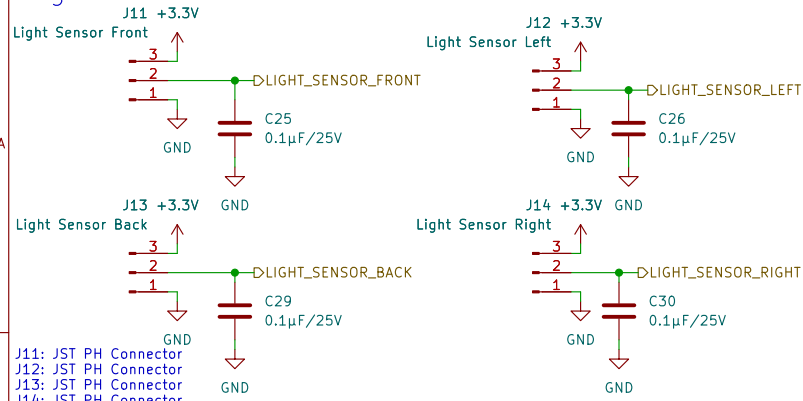 J11 +3.3V
Light Sensor Front
3
2
1
LIGHT_SENSOR_FRONT
C25
0.1µF/25V
GND
GND
J12 +3.3V
Light Sensor Left
3
2
1
LIGHT_SENSOR_LEFT
C26
0.1µF/25V
GND
GND
J13 +3.3V
Light Sensor Back
3
2
1
LIGHT_SENSOR_BACK
C29
0.1µF/25V
GND
GND
J14 +3.3V
Light Sensor Right
3
2
1
LIGHT_SENSOR_RIGHT
C30
0.1µF/25V
GND
GND
J11: JST PH Connector
J12: JST PH Connector
J13: JST PH Connector
J14: JST PH Connector